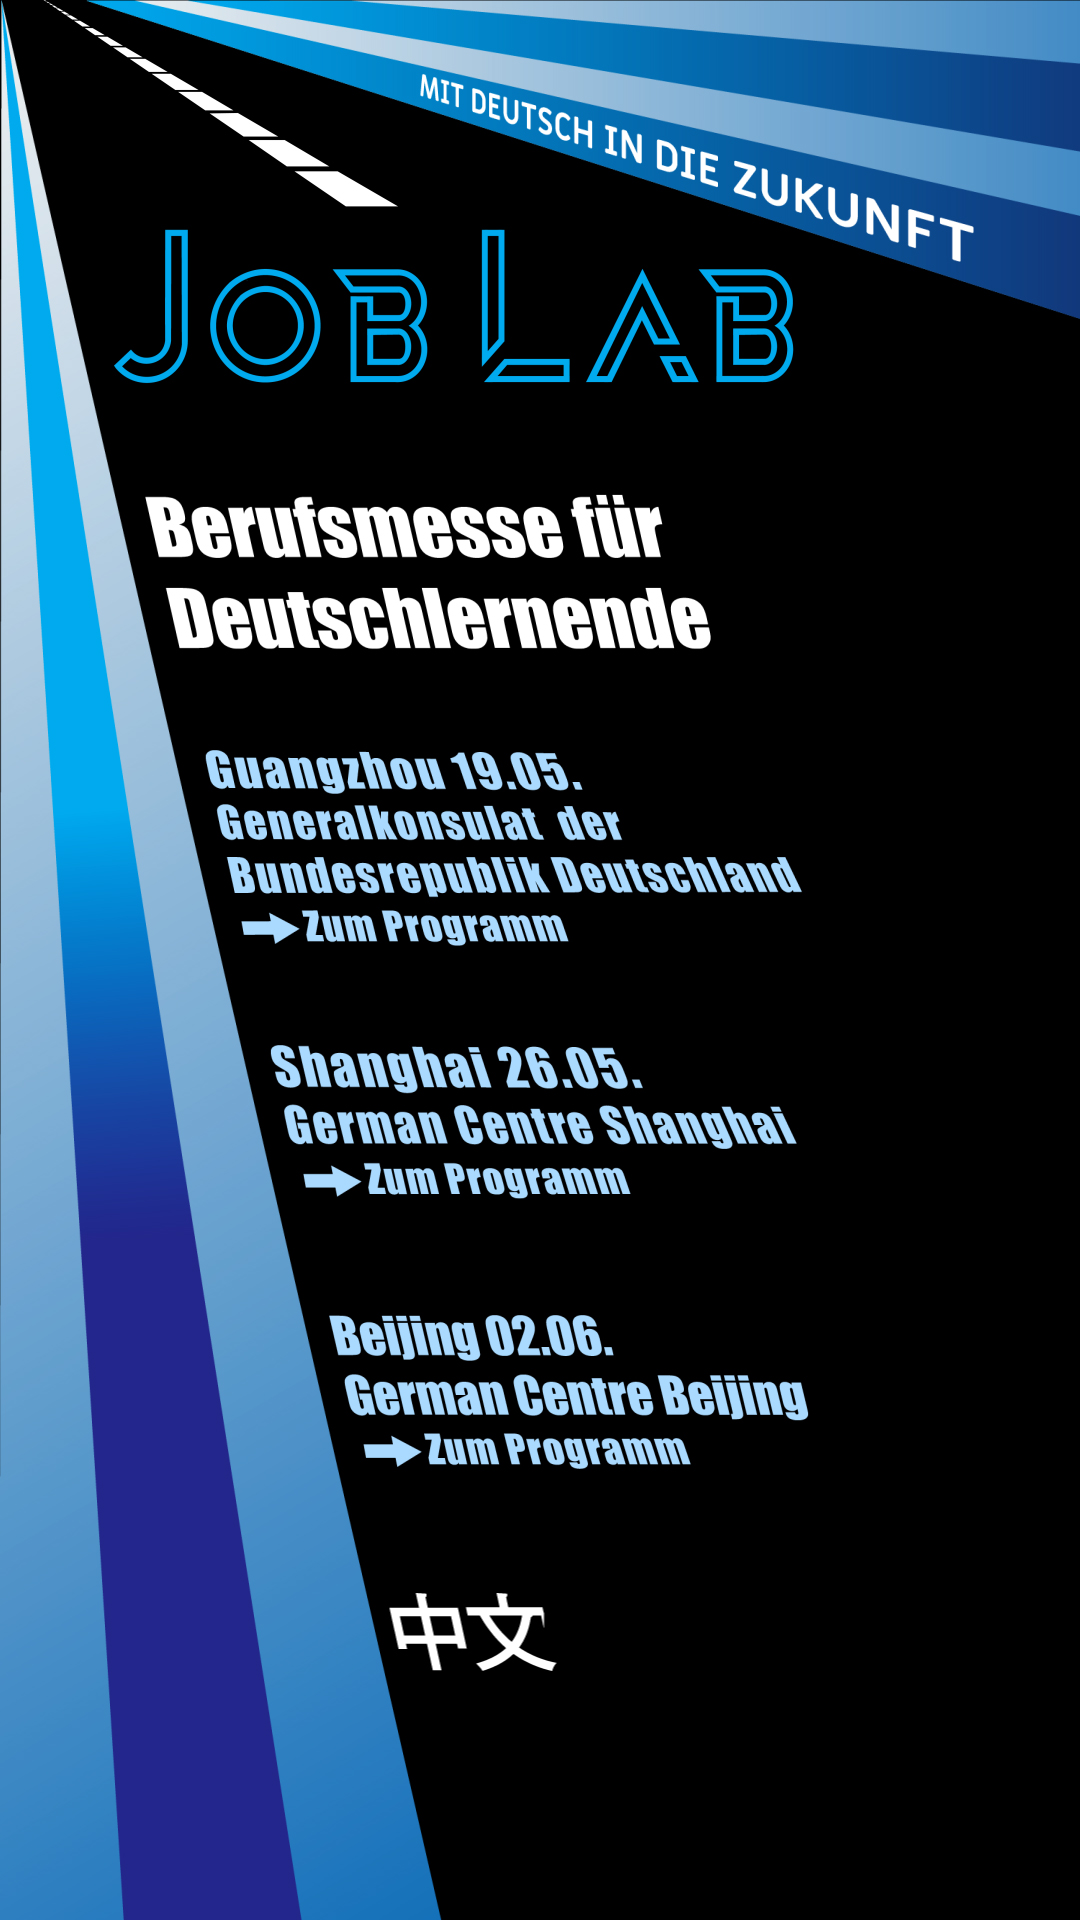 MIT DEUTSCH IN DIE ZUKUNFT
JOB LAB
Berufsmesse für
Deutschlernende
Guangzhou 19.05.
Generalkonsulat der
Bundesrepublik Deutschland
Zum Programm
Shanghai 26.05.
German Centre Shanghai
Zum Programm
Beijing 02.06.
German Centre Beijing
Zum Programm
中文